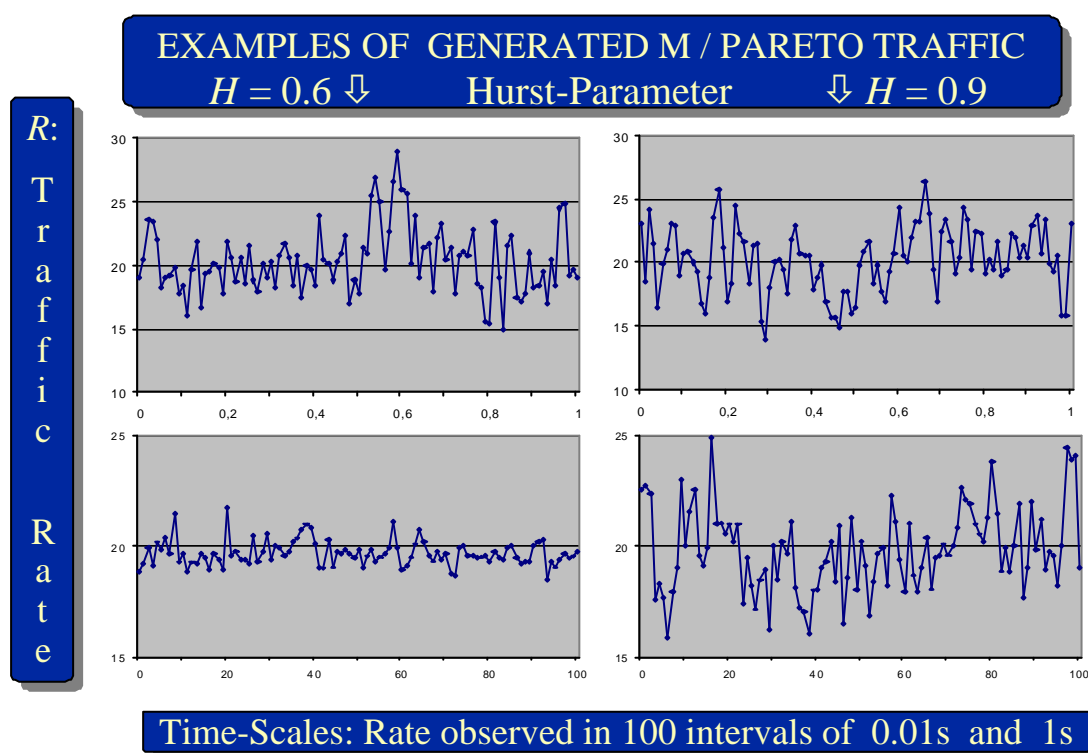 EXAMPLES OF GENERATED M / PARETO TRAFFIC
H = 0.6 ⇩ Hurst-Parameter ⇩ H = 0.9
R:
Traffic
Rate
30
25
20
15
10
0 0,2 0,4 0,6 0,8 1
30
25
20
15
10
0 0,2 0,4 0,6 0,8 1
25
20
15
0 20 40 60 80 100
25
20
15
0 20 40 60 80 100
Time-Scales: Rate observed in 100 intervals of 0.01s and 1s